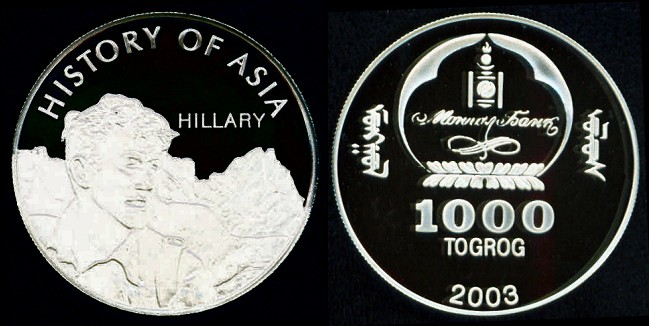 HISTORY OF ASIA
HILLARY
Монгол Банк
1000
TOGROG
2003